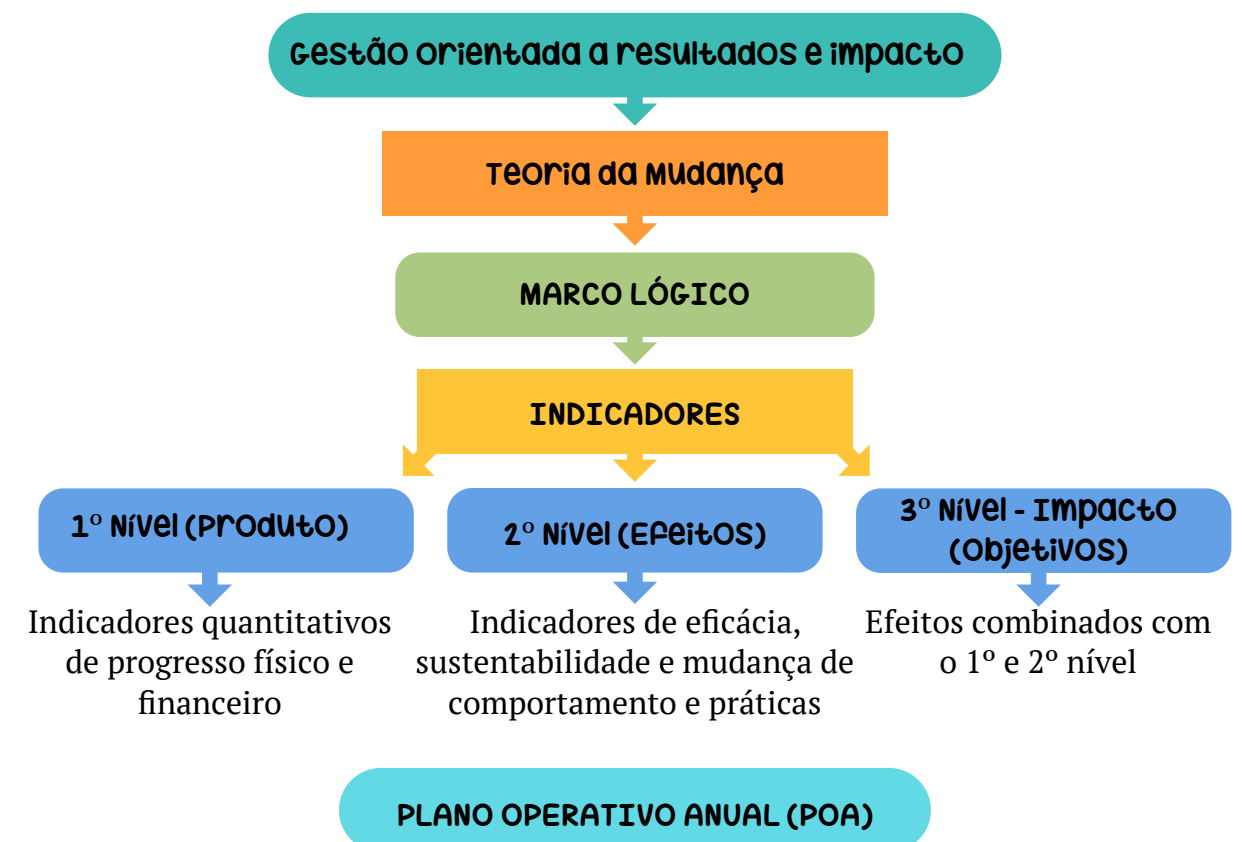 Gestão orientada a resultados e impacto
Teoria da Mudança
MARCO LÓGICO
INDICADORES
1º Nível (Produto)
Indicadores quantitativos
de progresso físico e
financeiro
2º Nível (Efeitos)
Indicadores de eficácia,
sustentabilidade e mudança de
comportamento e práticas
3º Nível - Impacto
(Objetivos)
Efeitos combinados com
o 1º e 2º nível
PLANO OPERATIVO ANUAL (POA)